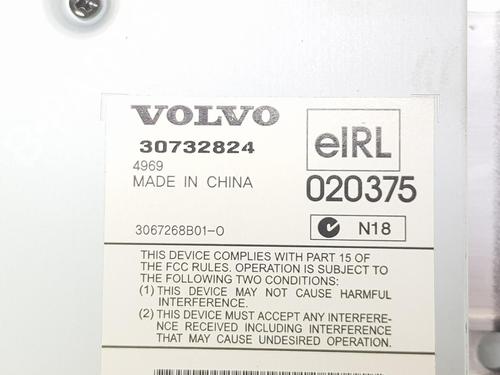 VOLVO
30732824
4969
MADE IN CHINA
3067268B01-O
eIRL
020375
N18
THIS DEVICE COMPLIES WITH PART 15 OF
THE FCC RULES. OPERATION IS SUBJECT TO
THE FOLLOWING TWO CONDITIONS:
(1) THIS DEVICE MAY NOT CAUSE HARMFUL
INTERFERENCE.
(2) THIS DEVICE MUST ACCEPT ANY INTERFERE-
NCE RECEIVED INCLUDING INTERFERENCE
THAT MAY CAUSE UNDESIRED OPERATION.